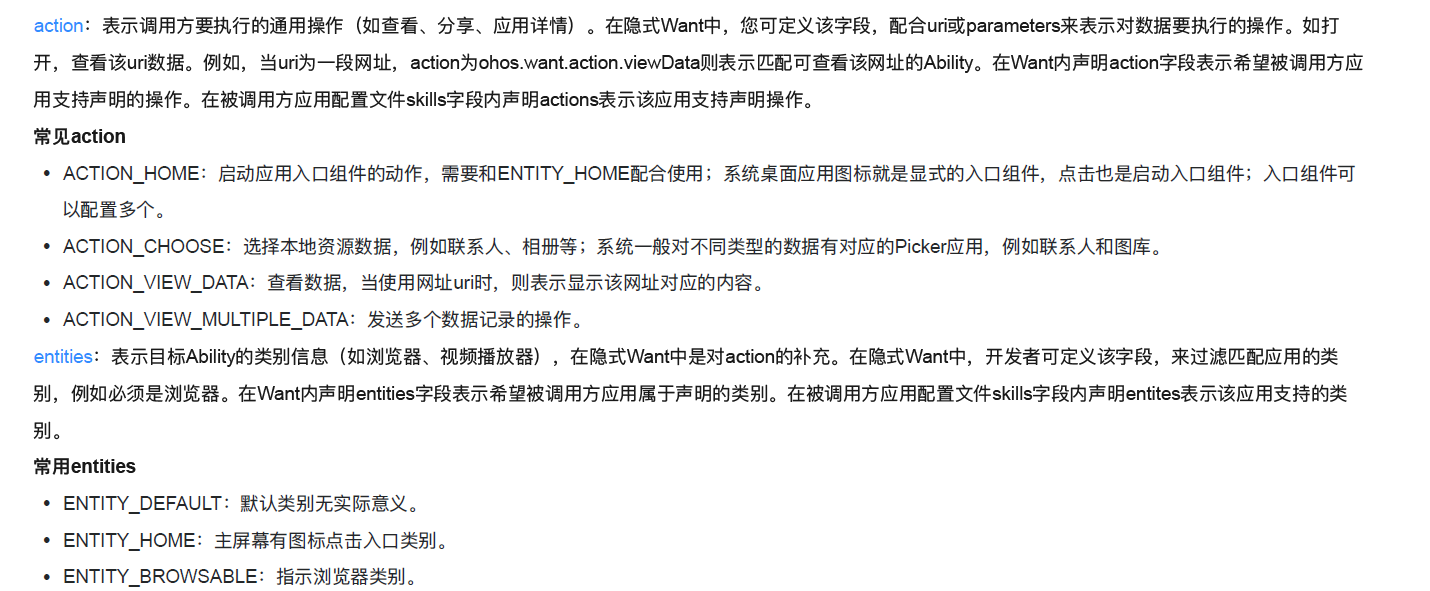 action：表示调用方要执行的通用操作（如查看、分享、应用详情）。在隐式Want中，您可定义该字段，配合uri或parameters来表示对数据要执行的操作。如打
开，查看该uri数据。例如，当uri为一段网址，action为ohos.want.action.viewData则表示匹配可查看该网址的Ability。在Want内声明action字段表示希望被调用方应
用支持声明的操作。在被调用方应用配置文件skills字段内声明actions表示该应用支持声明操作。
常见action
• ACTION_HOME：启动应用入口组件的动作，需要和ENTITY_HOME配合使用；系统桌面应用图标就是显式的入口组件，点击也是启动入口组件；入口组件可
以配置多个。
• ACTION_CHOOSE：选择本地资源数据，例如联系人、相册等；系统一般对不同类型的数据有对应的Picker应用，例如联系人和图库。
• ACTION_VIEW_DATA：查看数据，当使用网址uri时，则表示显示该网址对应的内容。
• ACTION_VIEW_MULTIPLE_DATA：发送多个数据记录的操作。
entities：表示目标Ability的类别信息（如浏览器、视频播放器），在隐式Want中是对action的补充。在隐式Want中，开发者可定义该字段，来过滤匹配应用的类
别，例如必须是浏览器。在Want内声明entities字段表示希望被调用方应用属于声明的类别。在被调用方应用配置文件skills字段内声明entites表示该应用支持的类
别。
常用entities
• ENTITY_DEFAULT：默认类别无实际意义。
• ENTITY_HOME：主屏幕有图标点击入口类别。
• ENTITY_BROWSABLE：指示浏览器类别。